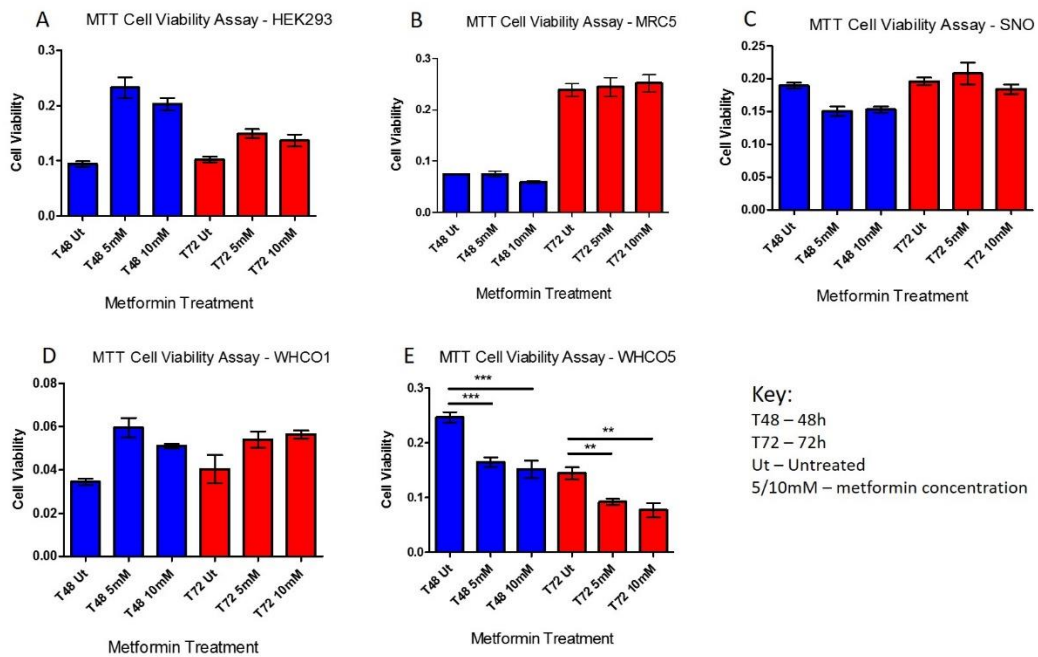 A
MTT Cell Viability Assay - HEK293
Cell Viability
0.3
0.2
0.1
0.0
T48 Ut
T48 5mM
T48 10mM
T72 Ut
T72 5mM
T72 10mM
Metformin Treatment
B
MTT Cell Viability Assay - MRC5
Cell Viability
0.3
0.2
0.1
0.0
T48 Ut
T48 5mM
T48 10mM
T72 Ut
T72 5mM
T72 10mM
Metformin Treatment
C
MTT Cell Viability Assay - SNO
Cell Viability
0.25
0.20
0.15
0.10
0.05
0.00
T48 Ut
T48 5mM
T48 10mM
T72 Ut
T72 5mM
T72 10mM
Metformin Treatment
D
MTT Cell Viability Assay - WHCO1
Cell Viability
0.08
0.06
0.04
0.02
0.00
T48 Ut
T48 5mM
T48 10mM
T72 Ut
T72 5mM
T72 10mM
Metformin Treatment
E
MTT Cell Viability Assay - WHCO5
Cell Viability
0.3
0.2
0.1
0.0
***
***
**
**
T48 Ut
T48 5mM
T48 10mM
T72 Ut
T72 5mM
T72 10mM
Metformin Treatment
Key:
T48 – 48h
T72 – 72h
Ut – Untreated
5/10mM – metformin concentration